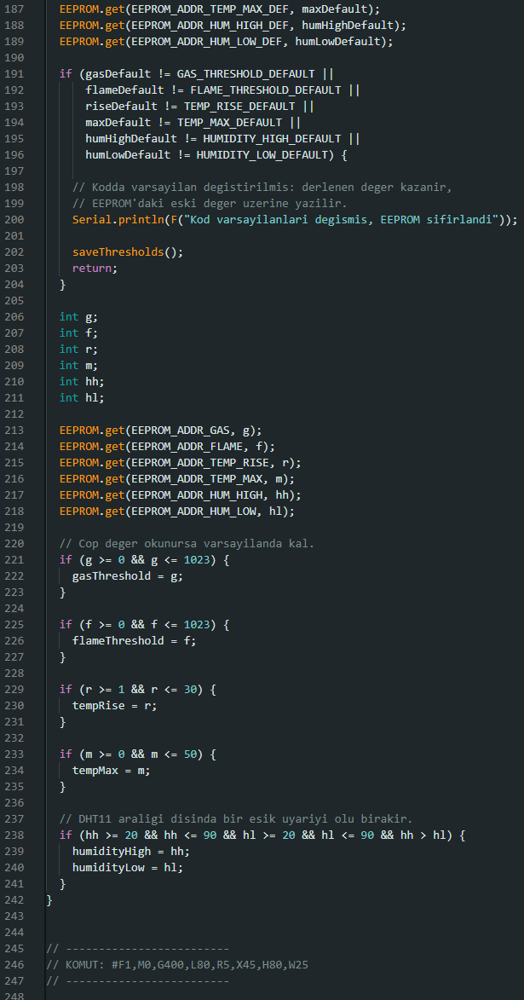 187 EEPROM.get(EEPROM_ADDR_TEMP_MAX_DEF, maxDefault);
188 EEPROM.get(EEPROM_ADDR_HUM_HIGH_DEF, humHighDefault);
189 EEPROM.get(EEPROM_ADDR_HUM_LOW_DEF, humLowDefault);
190
191 if (gasDefault != GAS_THRESHOLD_DEFAULT ||
192 flameDefault != FLAME_THRESHOLD_DEFAULT ||
193 riseDefault != TEMP_RISE_DEFAULT ||
194 maxDefault != TEMP_MAX_DEFAULT ||
195 humHighDefault != HUMIDITY_HIGH_DEFAULT ||
196 humLowDefault != HUMIDITY_LOW_DEFAULT) {
197
198 // Kodda varsayilan degistirilmis: derlenen deger kazanir,
199 // EEPROM'daki eski deger uzerine yazilir.
200 Serial.println(F("Kod varsayilanlari degismis, EEPROM sifirlandi"));
201
202 saveThresholds();
203 return;
204 }
205
206 int g;
207 int f;
208 int r;
209 int m;
210 int hh;
211 int hl;
212
213 EEPROM.get(EEPROM_ADDR_GAS, g);
214 EEPROM.get(EEPROM_ADDR_FLAME, f);
215 EEPROM.get(EEPROM_ADDR_TEMP_RISE, r);
216 EEPROM.get(EEPROM_ADDR_TEMP_MAX, m);
217 EEPROM.get(EEPROM_ADDR_HUM_HIGH, hh);
218 EEPROM.get(EEPROM_ADDR_HUM_LOW, hl);
219
220 // Cop deger okunursa varsayilanda kal.
221 if (g >= 0 && g <= 1023) {
222 gasThreshold = g;
223 }
224
225 if (f >= 0 && f <= 1023) {
226 flameThreshold = f;
227 }
228
229 if (r >= 1 && r <= 30) {
230 tempRise = r;
231 }
232
233 if (m >= 0 && m <= 50) {
234 tempMax = m;
235 }
236
237 // DHT11 araligi disinda bir esik uyariyi olu birakir.
238 if (hh >= 20 && hh <= 90 && hl >= 20 && hl <= 90 && hh > hl) {
239 humidityHigh = hh;
240 humidityLow = hl;
241 }
242 }
243
244
245 // -------------------------
246 // KOMUT: #F1,M0,G400,L80,R5,X45,H80,W25
247 // -------------------------
248